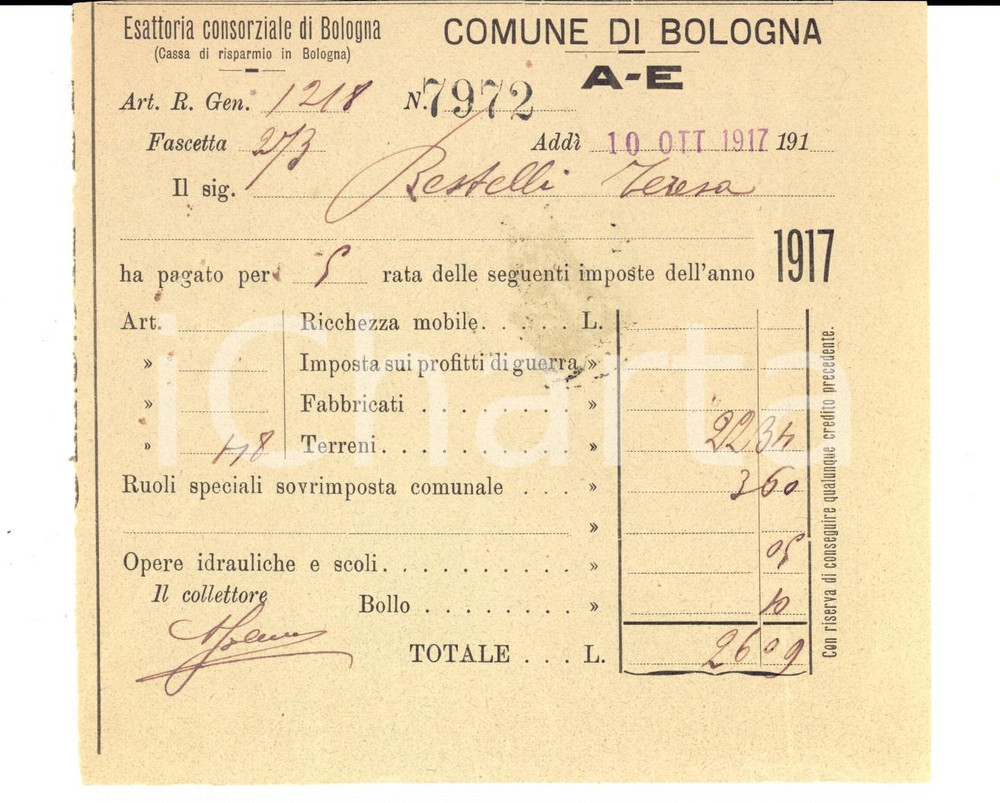 Esattoria consorziale di Bologna
(Cassa di risparmio in Bologna)
COMUNE DI BOLOGNA
A-E
Art. R. Gen. 1218 N. 7972
Fascetta 273 Addì 10 OTT 1917 191
Il sig. Restelli Teresa
1917
ha pagato per 5 rata delle seguenti imposte dell'anno
Art. Ricchezza mobile. . . . . . L.
» Imposta sui profitti di guerra »
» Fabbricati . . . . . . . . »
» 118 Terreni. . . . . . . . . . » 22 34
Ruoli speciali sovrimposta comunale . . . » 3 60
»
Opere idrauliche e scoli. . . . . . . . . . » 05
Il collettore
Bollo . . . . . . . . » 10
TOTALE . . . L. 26 09
Con riserva di conseguire qualunque credito precedente.
iCharta